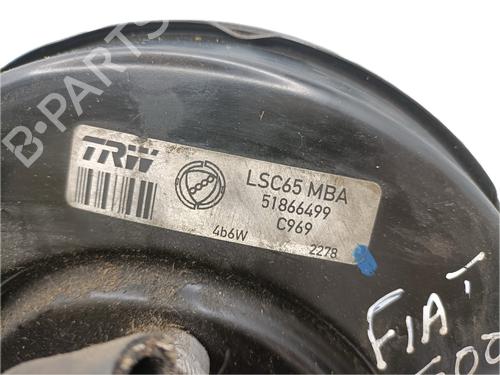 B-PARTS
TRW
LSC65 MBA
51866499
C969
4b6W
2278
FIAT
500